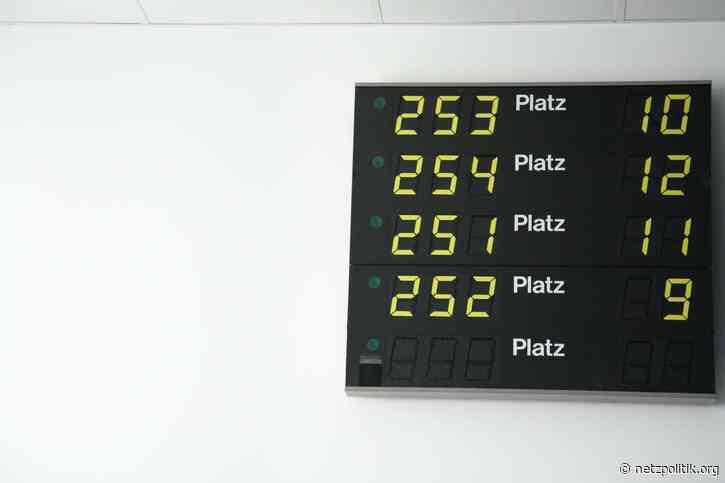 253 Platz 10
254 Platz 12
251 Platz 11
252 Platz 9
Platz
© netzpolitik.org